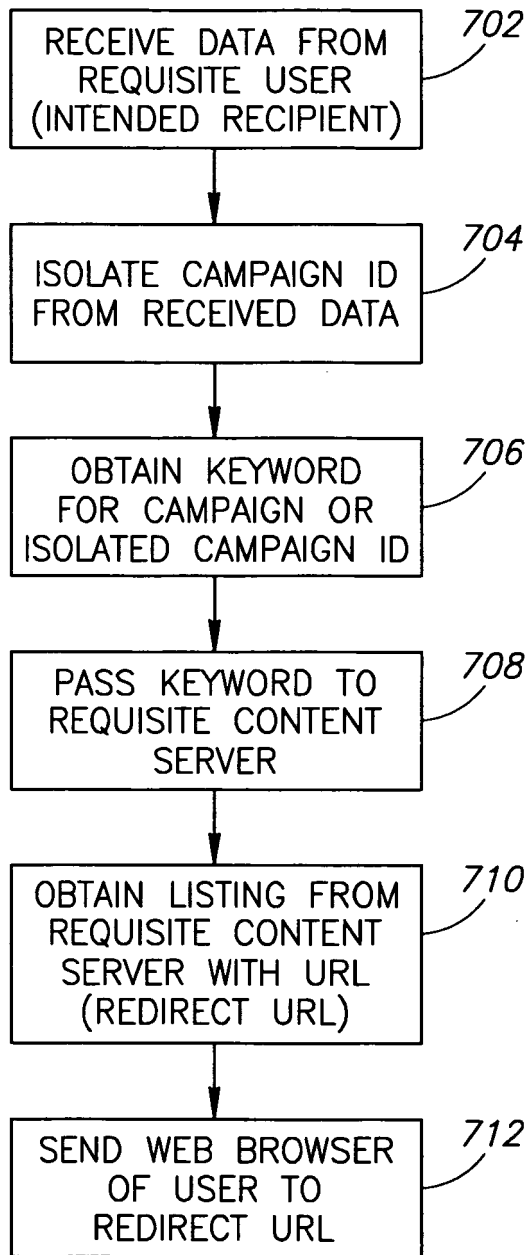 702
RECEIVE DATA FROM
REQUISITE USER
(INTENDED RECIPIENT)
704
ISOLATE CAMPAIGN ID
FROM RECEIVED DATA
706
OBTAIN KEYWORD
FOR CAMPAIGN OR
ISOLATED CAMPAIGN ID
708
PASS KEYWORD TO
REQUISITE CONTENT
SERVER
710
OBTAIN LISTING FROM
REQUISITE CONTENT
SERVER WITH URL
(REDIRECT URL)
712
SEND WEB BROWSER
OF USER TO
REDIRECT URL